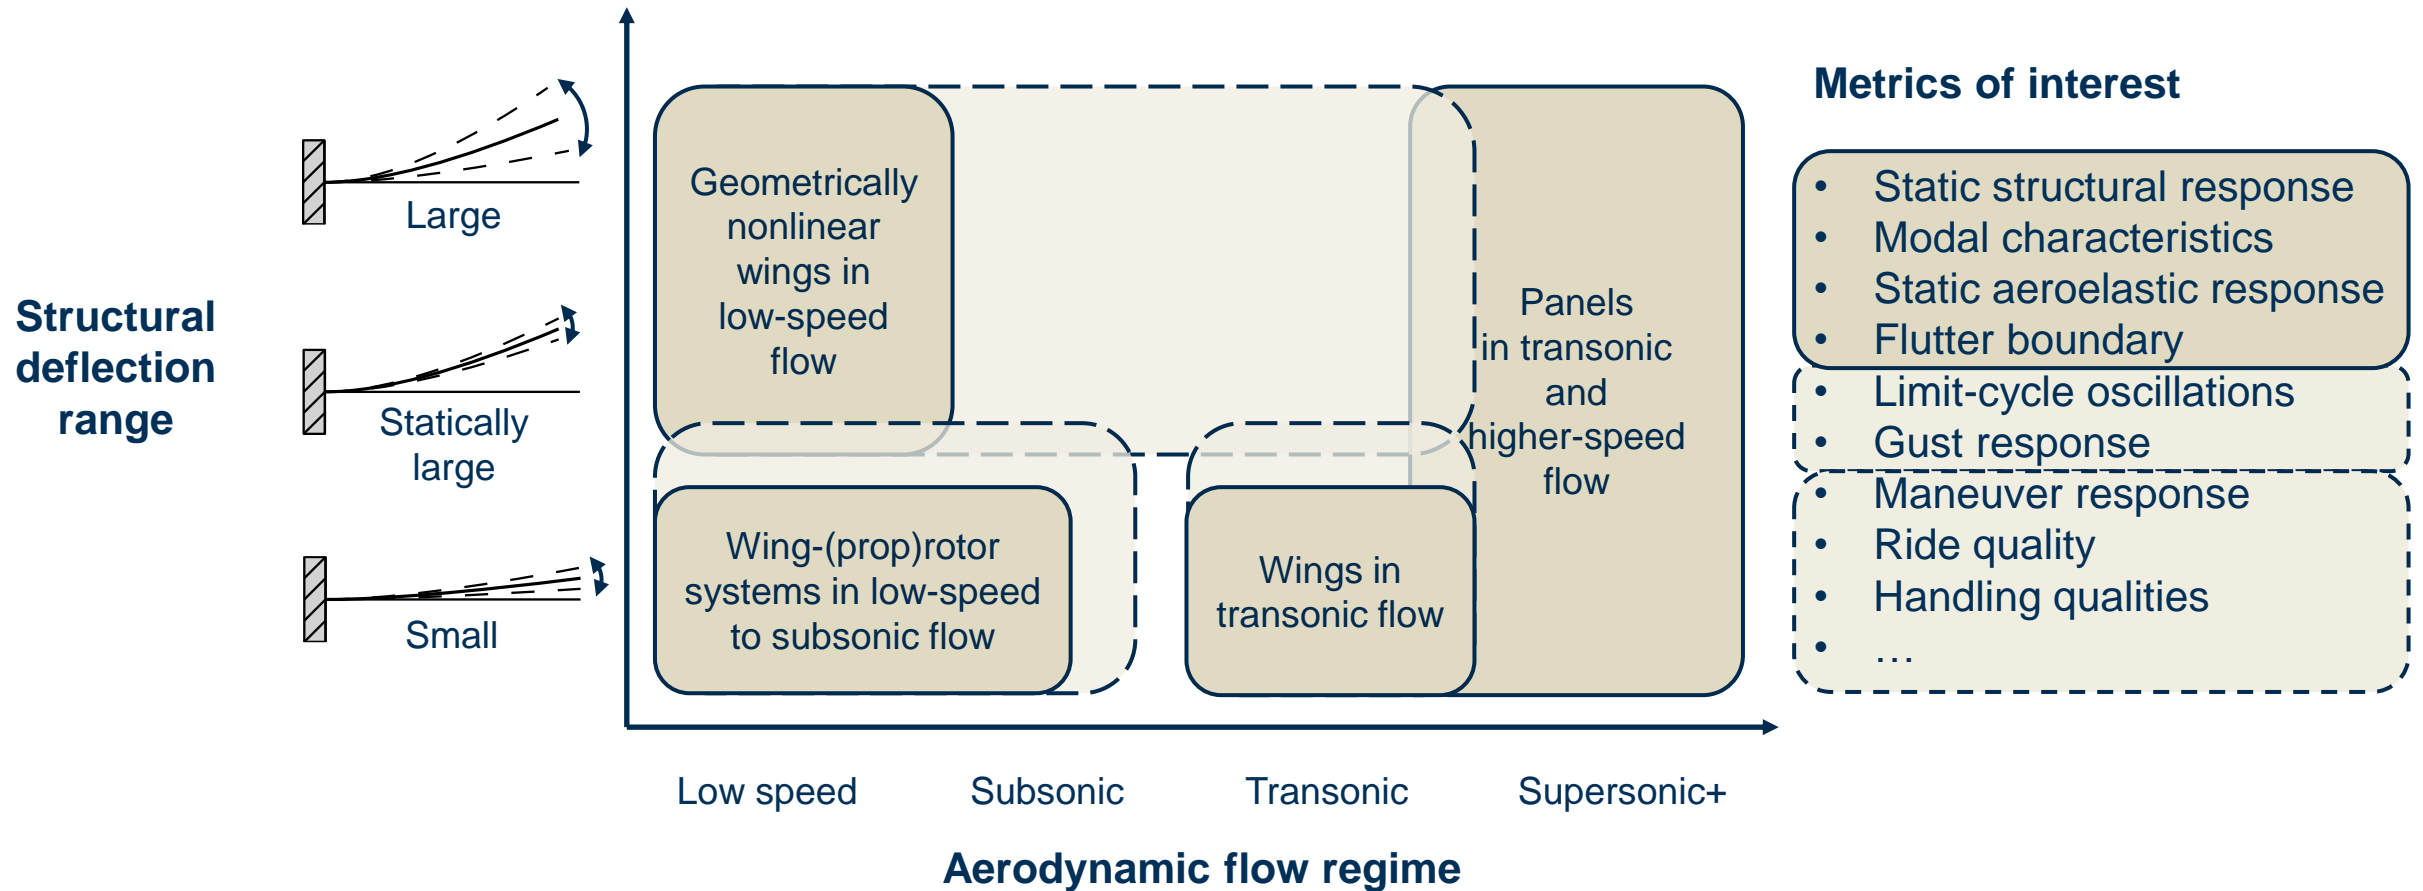 Structural
deflection
range
Large
Statically
large
Small
Geometrically
nonlinear
wings in
low-speed
flow
Wing-(prop)rotor
systems in low-speed
to subsonic flow
Wings in
transonic flow
Panels
in transonic
and
higher-speed
flow
Low speed
Subsonic
Transonic
Supersonic+
Aerodynamic flow regime
Metrics of interest
• Static structural response
• Modal characteristics
• Static aeroelastic response
• Flutter boundary
• Limit-cycle oscillations
• Gust response
• Maneuver response
• Ride quality
• Handling qualities
• …